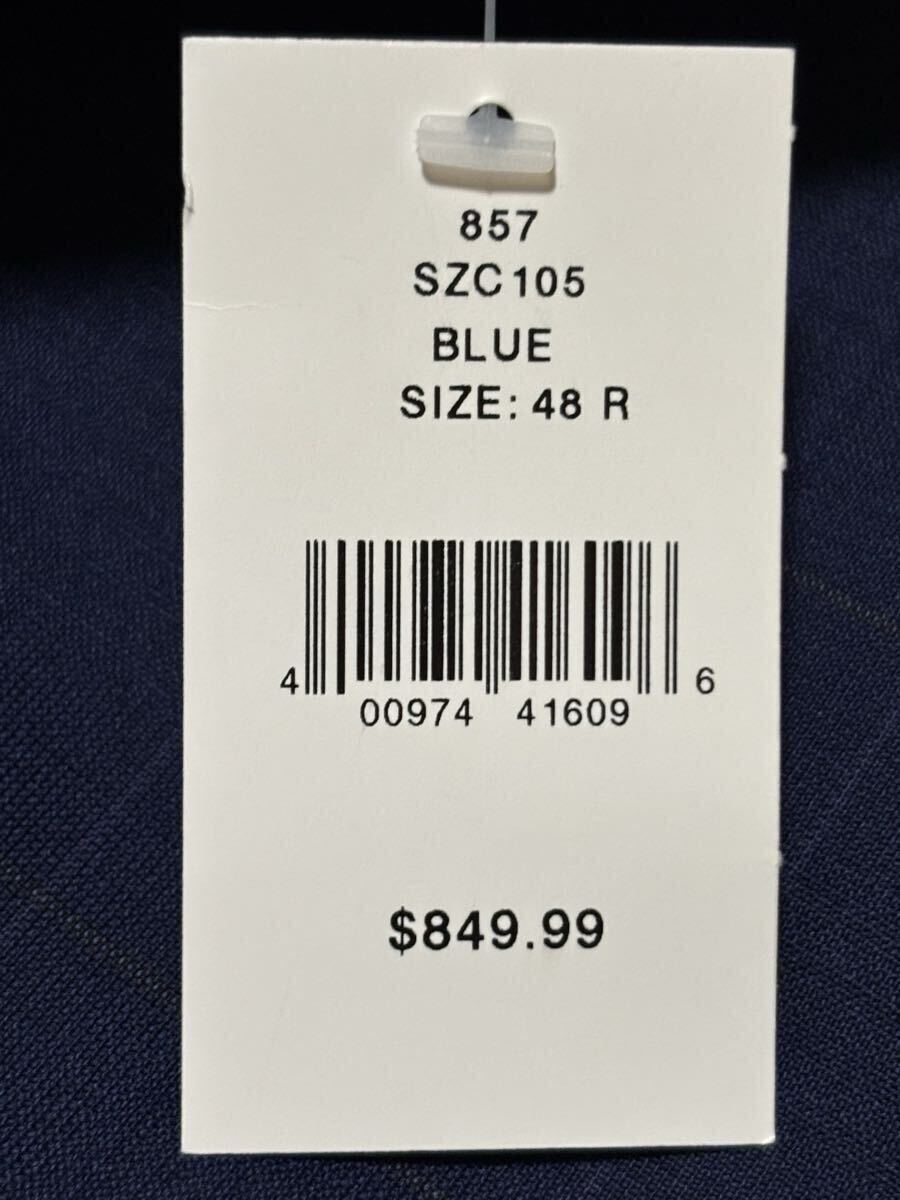 857
SZC105
BLUE
SIZE: 48 R
4 00974 41609 6
$849.99